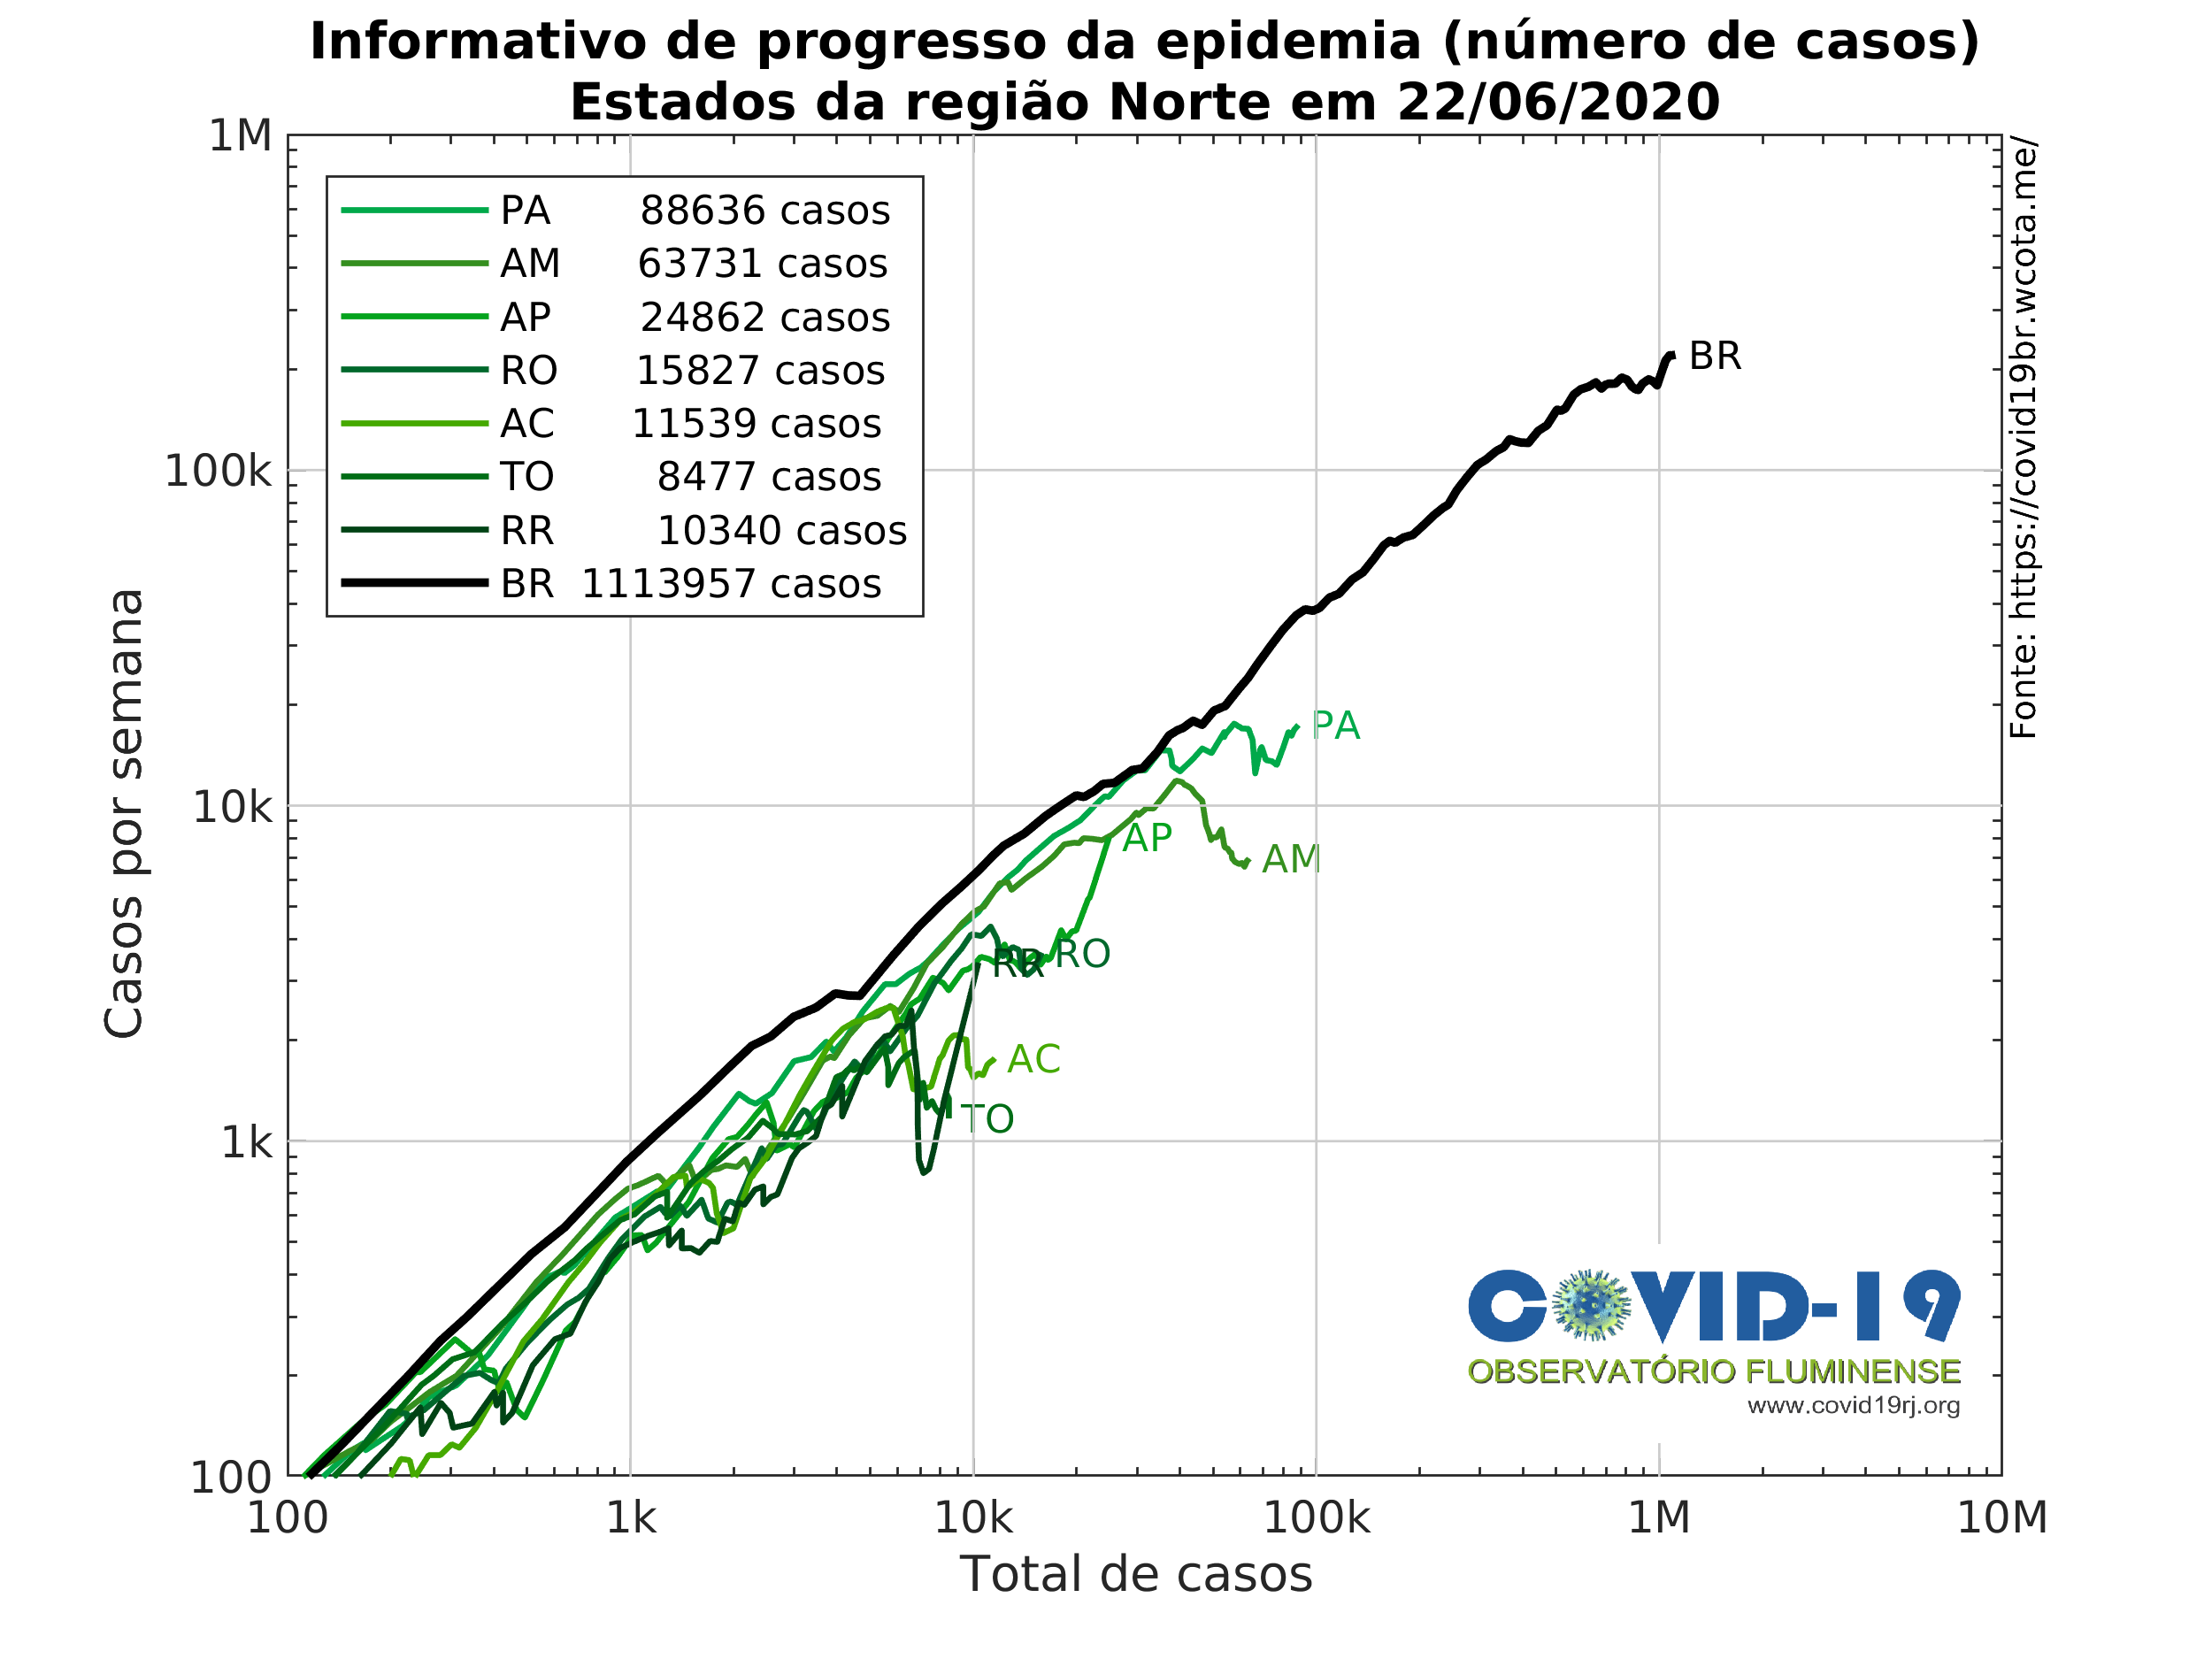 Informativo de progresso da epidemia (número de casos)
Estados da região Norte em 22/06/2020
1M
100k
10k
1k
100
Casos por semana
PA 88636 casos
AM 63731 casos
AP 24862 casos
RO 15827 casos
AC 11539 casos
TO 8477 casos
RR 10340 casos
BR 1113957 casos
BR
PA
AP
AM
RR
RO
AC
TO
Fonte: https://covid19br.wcota.me/
COVID-19
OBSERVATÓRIO FLUMINENSE
www.covid19rj.org
100
1k
10k
100k
1M
10M
Total de casos